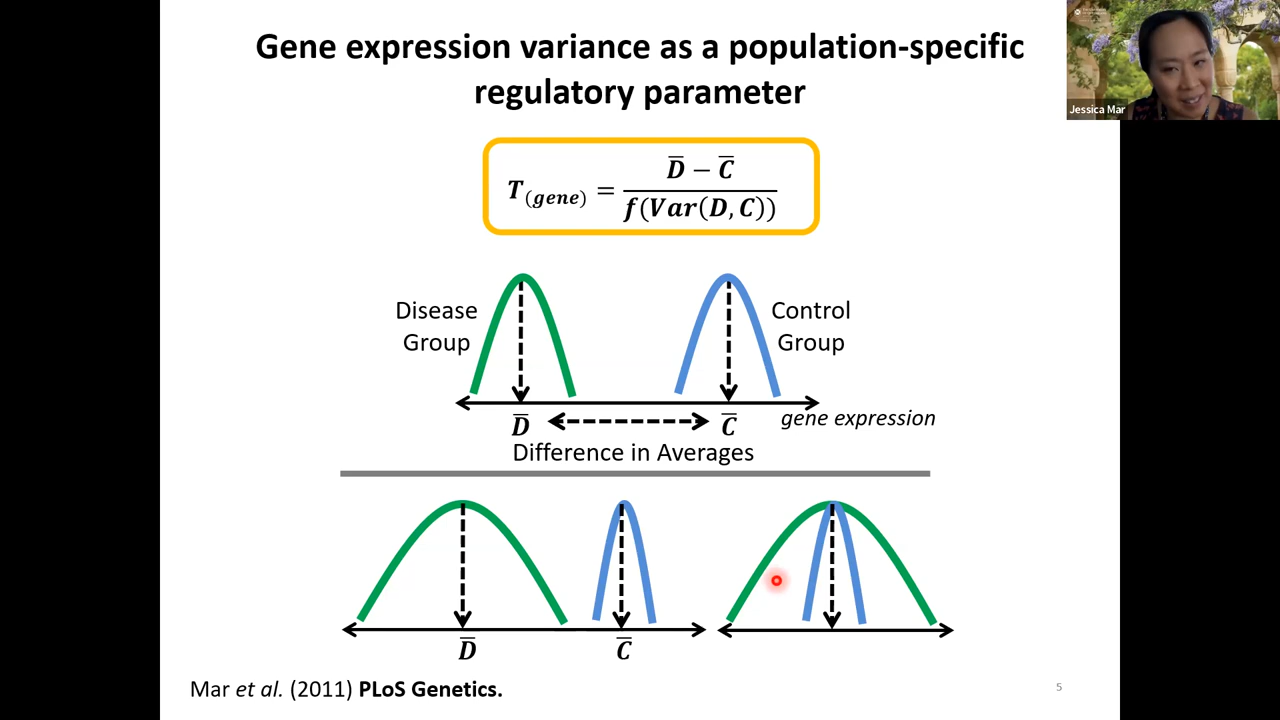 Gene expression variance as a population-specific
regulatory parameter
Jessica Mar
T(gene) = D̅ − C̅ / f(Var(D, C))
Disease
Group
Control
Group
D̅
C̅
gene expression
Difference in Averages
D̅
C̅
Mar et al. (2011) PLoS Genetics.
5